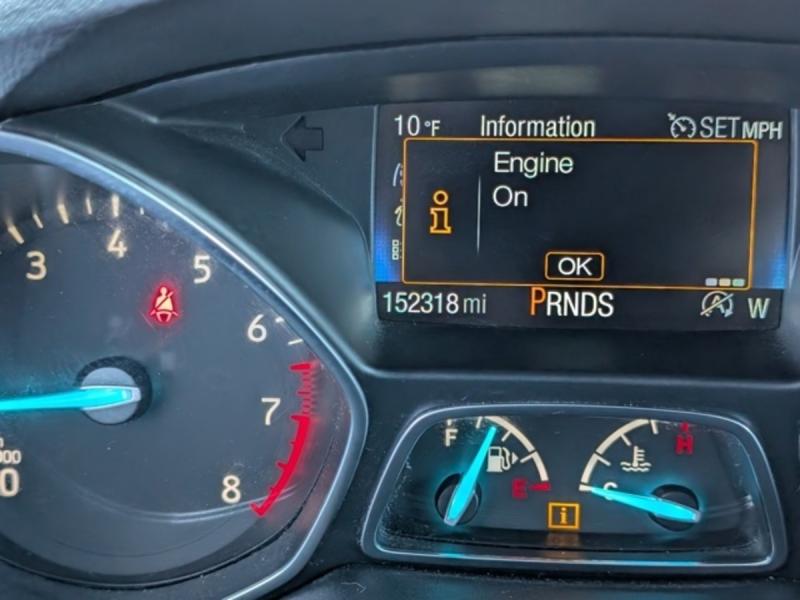 10°F Information SET MPH
Engine
On
OK
152318 mi PRNDS W
3
4
5
6
7
8
F
E
C
H
i